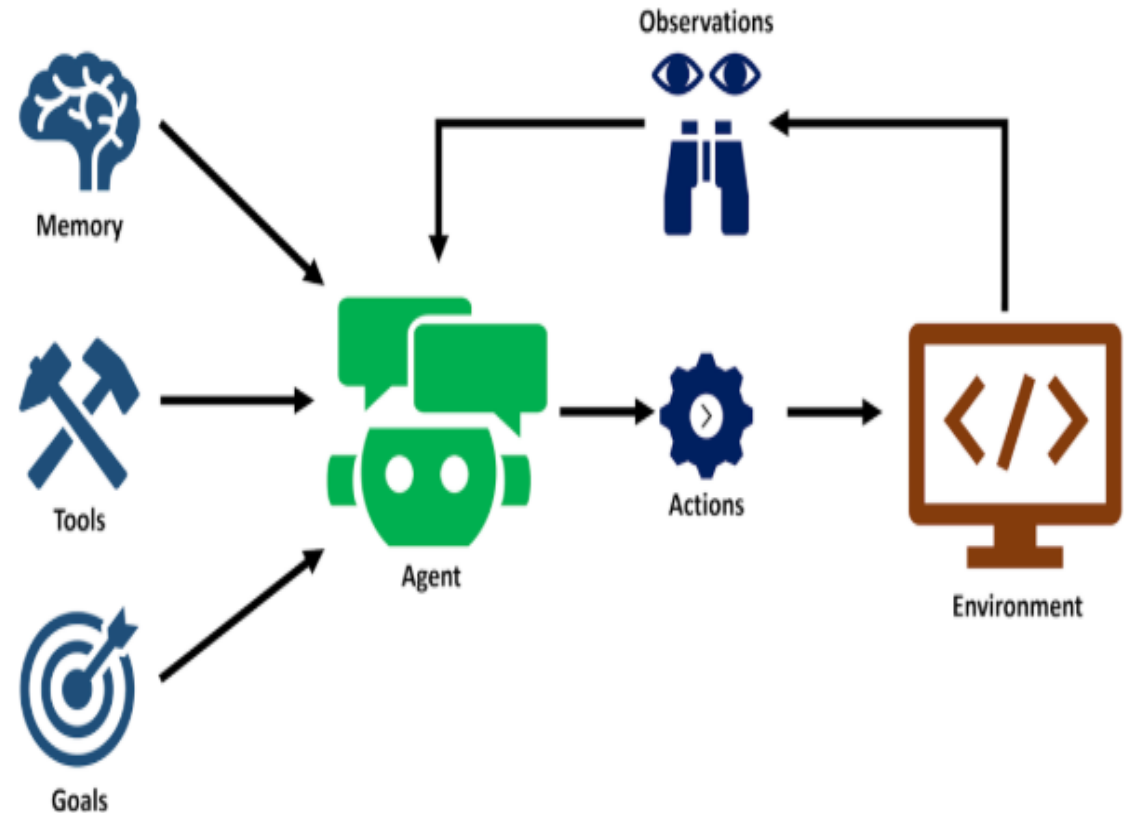 Observations
Memory
Tools
Agent
Actions
>
</>
Environment
Goals